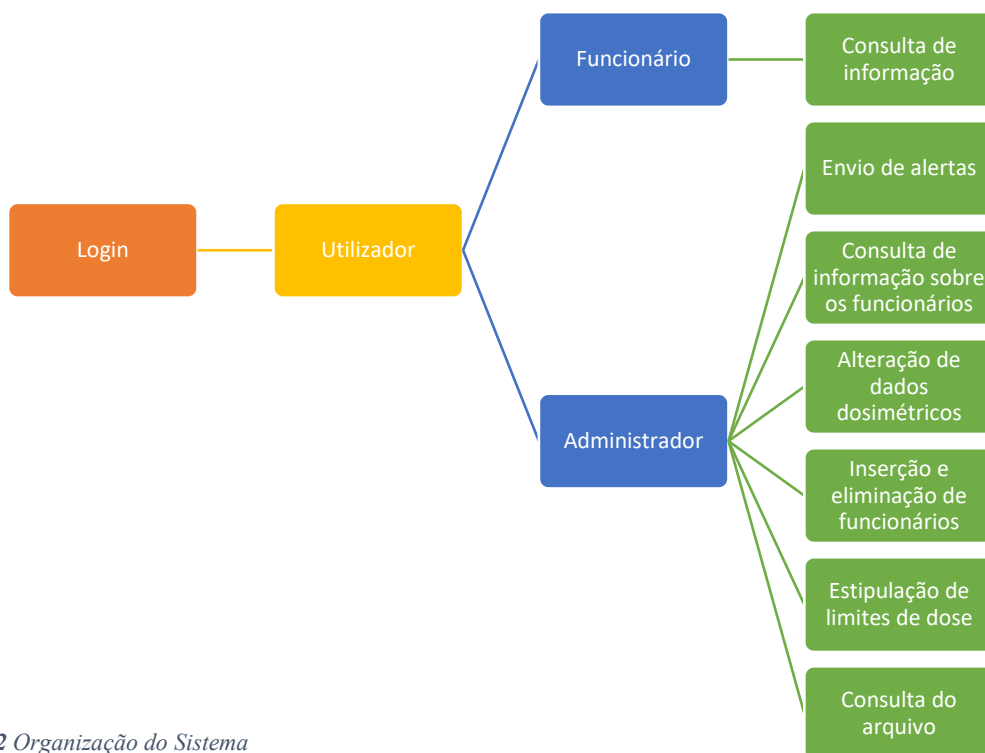 Login
Utilizador
Funcionário
Administrador
Consulta de
informação
Envio de alertas
Consulta de
informação sobre
os funcionários
Alteração de
dados
dosimétricos
Inserção e
eliminação de
funcionários
Estipulação de
limites de dose
Consulta do
arquivo
2 Organização do Sistema